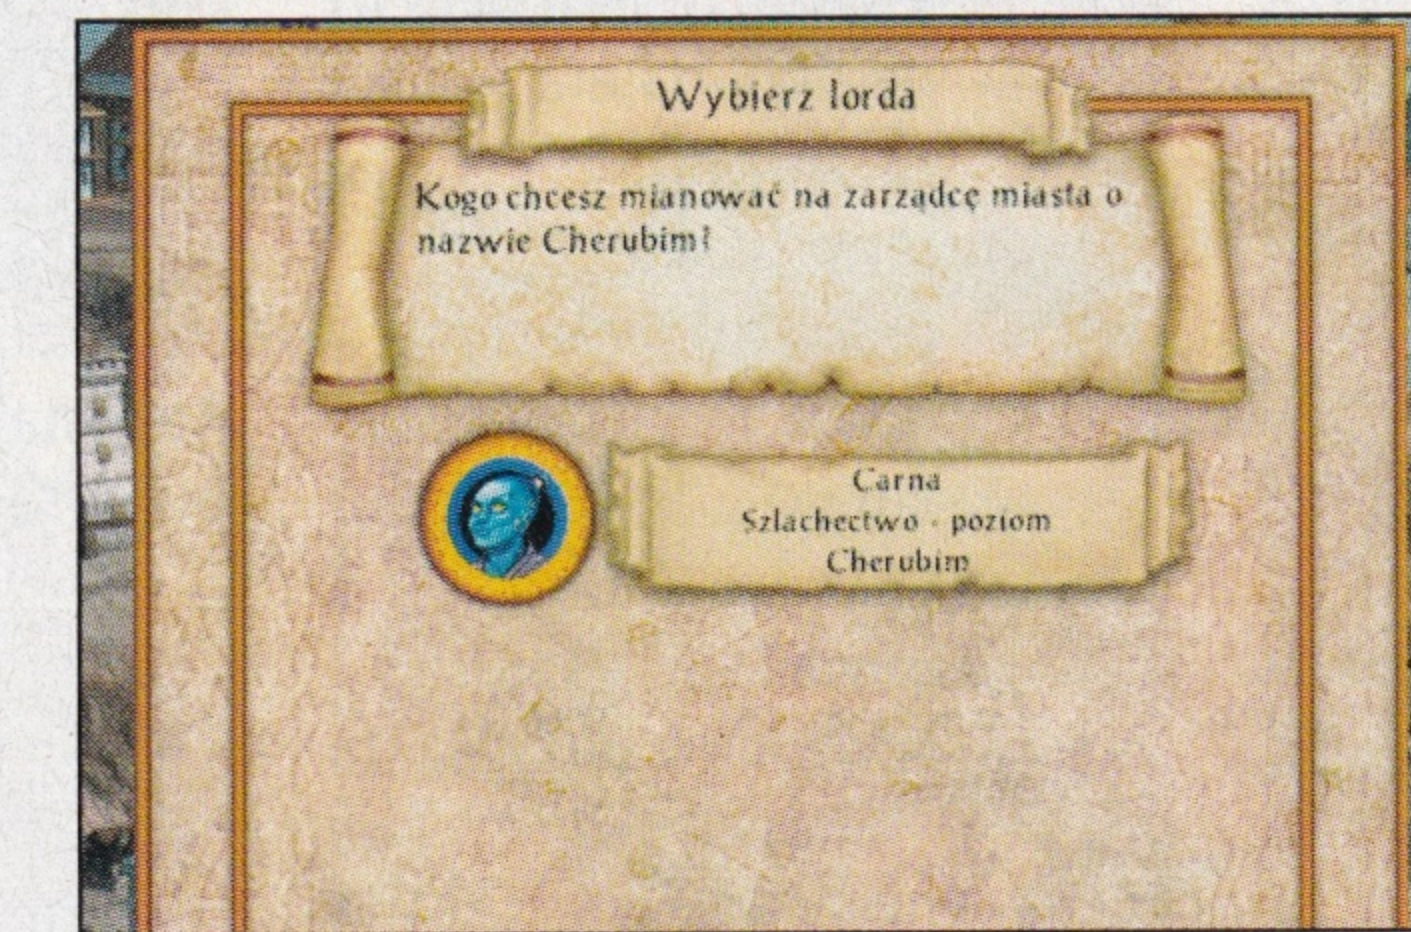 Wybierz lorda
Kogo chcesz mianować na zarządcę miasta o
nazwie Cherubim?
Carna
Szlachectwo - poziom
Cherubim